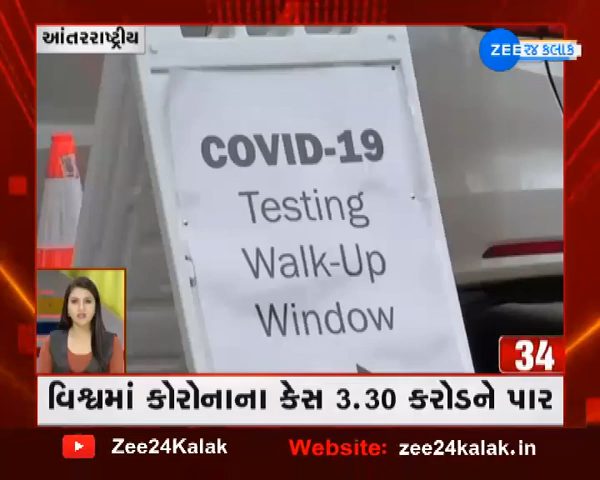 આંતરરાષ્ટ્રીય
ZEE ૨૪ કલાક
COVID-19
Testing
Walk-Up
Window
34
વિશ્વમાં કોરોનાના કેસ 3.30 કરોડને પાર
Zee24Kalak
Website: zee24kalak.in